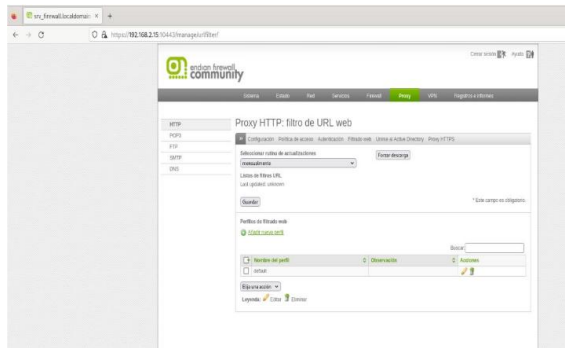 srv_firewall.localdomain
https://192.168.2.15:10443/manage/urlfilter/
endian firewall
community
Cerrar sesión Ayuda
Sistema Estado Red Servicios Firewall Proxy VPN Registros e Informes
HTTP
POP3
FTP
SMTP
DNS
Proxy HTTP: filtro de URL web
Configuración Política de acceso Autenticación Filtrado web Unirse al Active Directory Proxy HTTPS
Seleccionar rutina de actualizaciones
mensualmente
Forzar descarga
Listas de filtros URL
Last updated: unknown
Guardar
* Este campo es obligatorio.
Perfiles de filtrado web
Añadir nuevo perfil
Buscar:
Nombre del perfil Observación Acciones
default
Elija una acción
Leyenda: Editar Eliminar